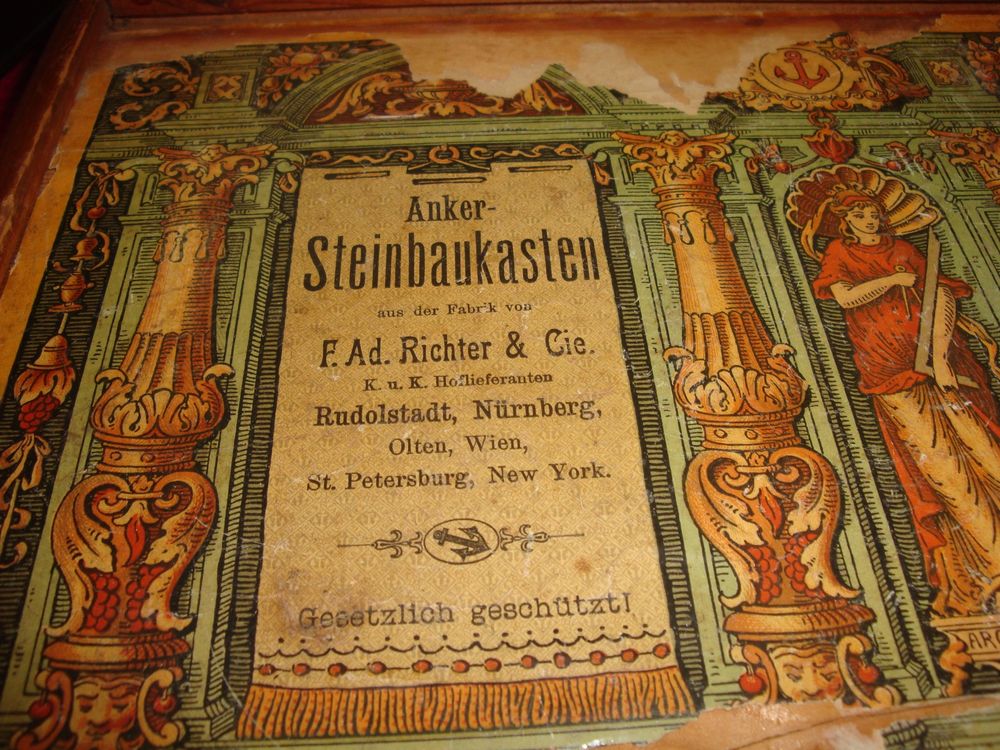 Anker-
Steinbaukasten
aus der Fabrik von
F. Ad. Richter & Cie.
K. u. K. Hoflieferanten
Rudolstadt, Nürnberg,
Olten, Wien,
St. Petersburg, New York.
Gesetzlich geschützt!